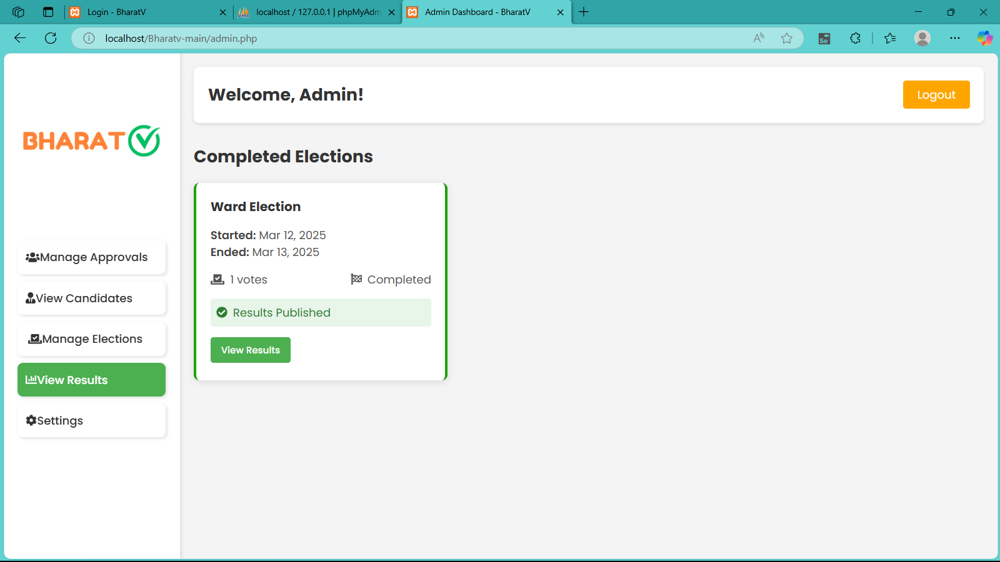 Login - BharatV
localhost / 127.0.0.1 | phpMyAdm
Admin Dashboard - BharatV
localhost/Bharatv-main/admin.php
Se
BHARAT V
Welcome, Admin!
Logout
Completed Elections
Ward Election
Started: Mar 12, 2025
Ended: Mar 13, 2025
1 votes
Completed
Results Published
View Results
Manage Approvals
View Candidates
Manage Elections
View Results
Settings